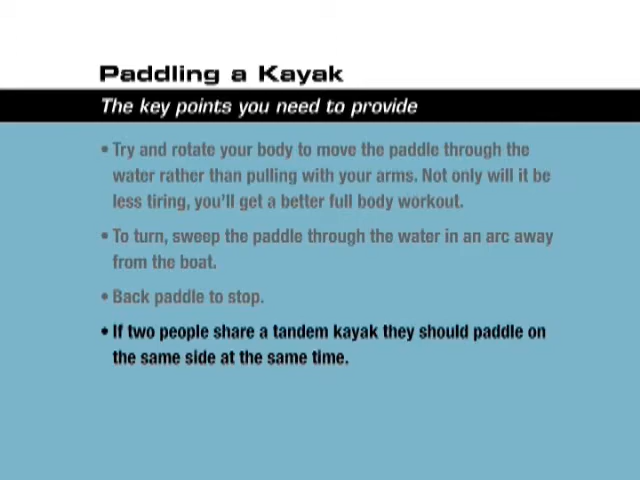 Paddling a Kayak
The key points you need to provide
• Try and rotate your body to move the paddle through the
water rather than pulling with your arms. Not only will it be
less tiring, you'll get a better full body workout.
• To turn, sweep the paddle through the water in an arc away
from the boat.
• Back paddle to stop.
• If two people share a tandem kayak they should paddle on
the same side at the same time.